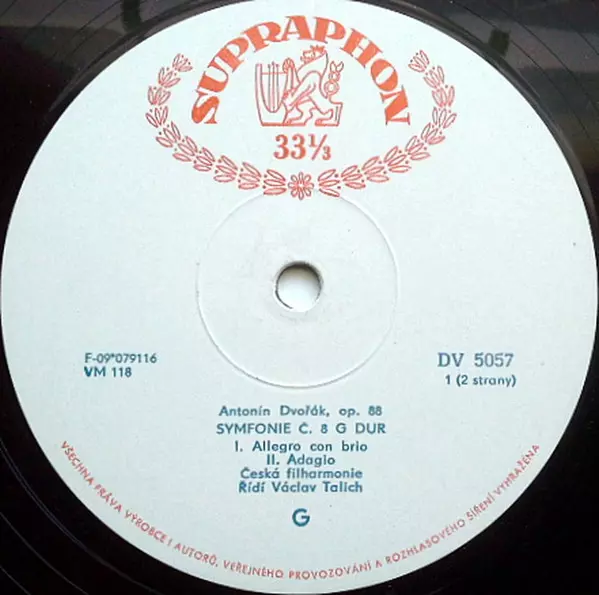 SUPRAPHON
33⅓
F-09*079116
VM 118
DV 5057
1 (2 strany)
Antonín Dvořák, op. 88
SYMFONIE Č. 8 G DUR
I. Allegro con brio
II. Adagio
Česká filharmonie
Řídí Václav Talich
G
VŠECHNA PRÁVA VÝROBCE I AUTORŮ, VEŘEJNÉHO PROVOZOVÁNÍ A ROZHLASOVÉHO ŠÍŘENÍ VYHRAŽENA